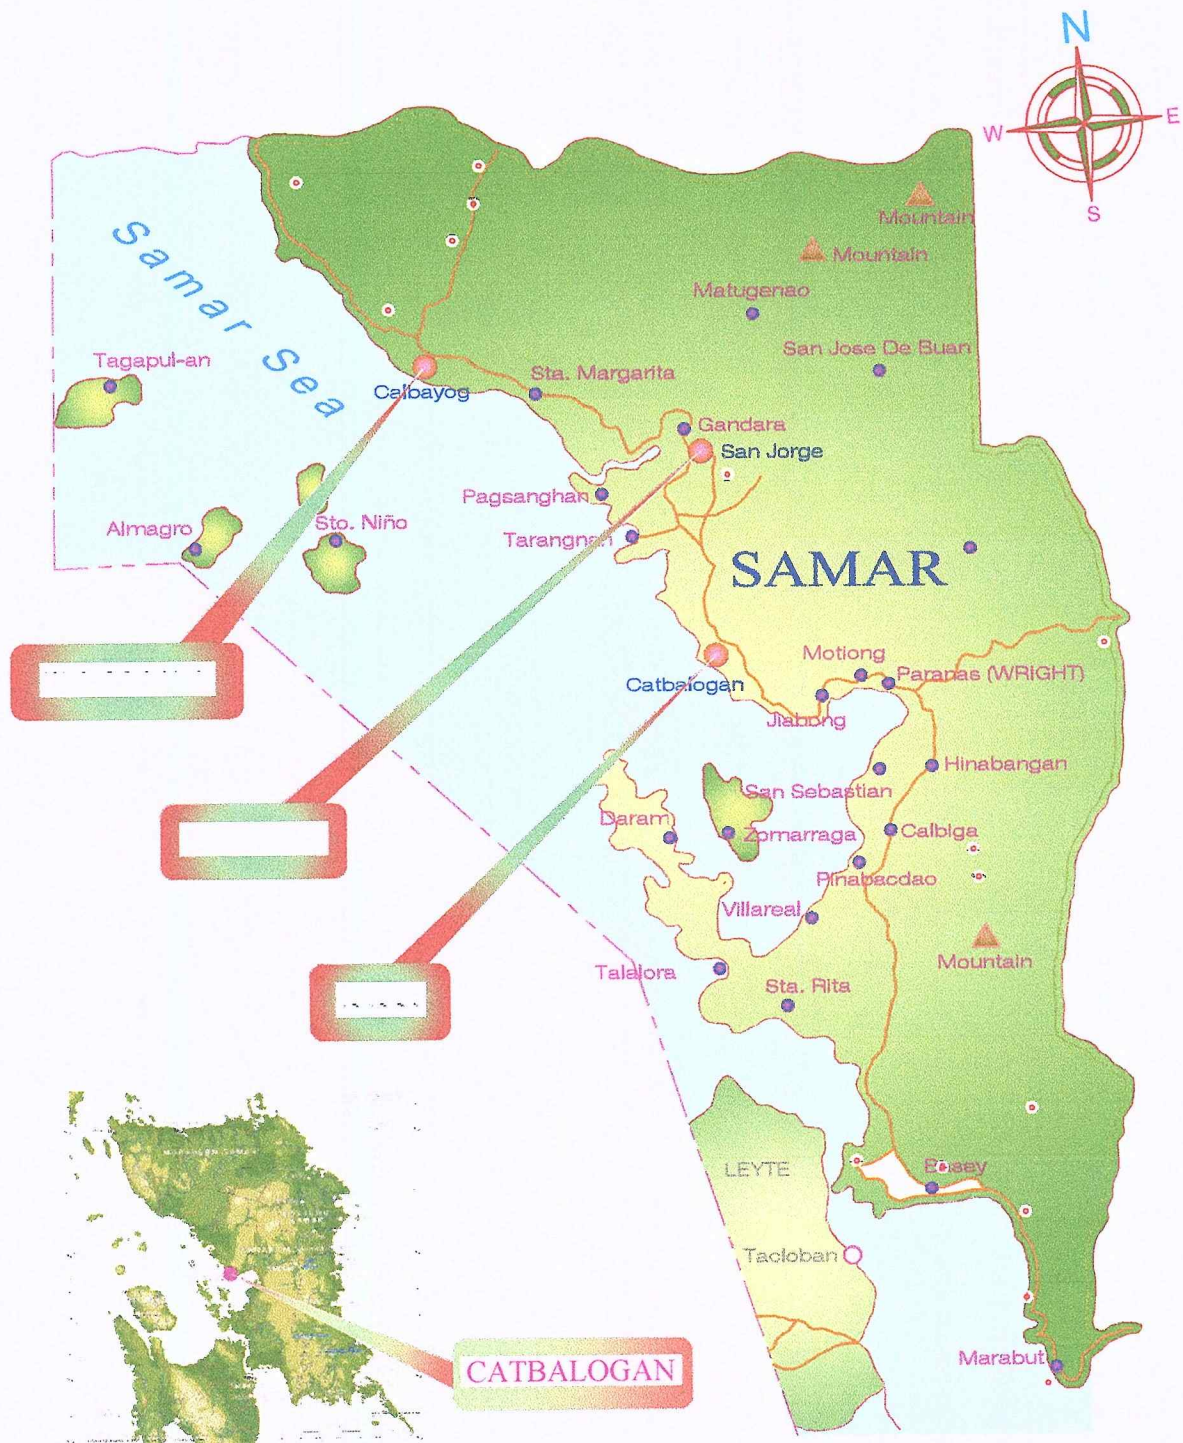 N
W
E
S
Samar Sea
Mountain
Mountain
Matugenao
San Jose De Buan
Tagapul-an
Calbayog
Sta. Margarita
Gandara
San Jorge
Pagsanghan
Almagro
Sto. Niño
Tarangnan
SAMAR
Motiong
Paranas (WRiGHT)
Catbalogan
Jiabong
Hinabangan
San Sebastian
Daram
Zomarraga
Calbiga
Pinabacdao
Villareal
Mountain
Talalora
Sta. Rita
LEYTE
Basey
Tacloban
Marabut
CATBALOGAN